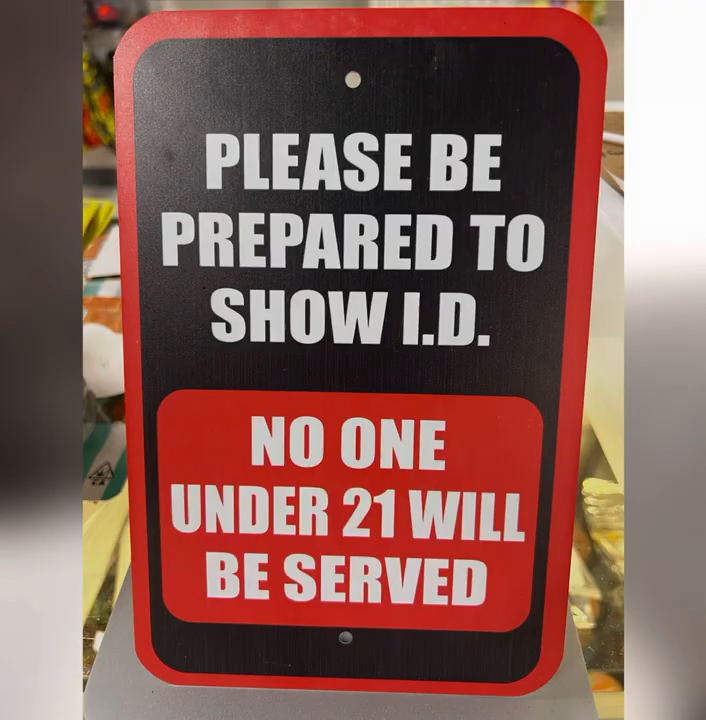 PLEASE BE
PREPARED TO
SHOW I.D.
NO ONE
UNDER 21 WILL
BE SERVED